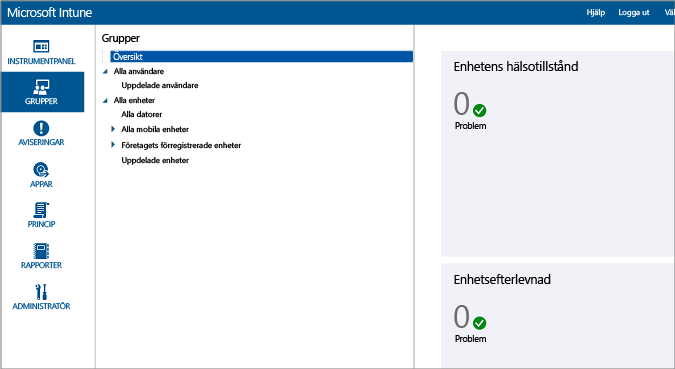 Microsoft Intune
Hjälp
Logga ut
INSTRUMENTPANEL
GRUPPER
AVISERINGAR
APPAR
PRINCIP
RAPPORTER
ADMINISTRATÖR
Grupper
Översikt
Alla användare
Uppdelade användare
Alla enheter
Alla datorer
Alla mobila enheter
Företagets förregistrerade enheter
Uppdelade enheter
Enhetens hälsotillstånd
0
Problem
Enhetsefterlevnad
0
Problem